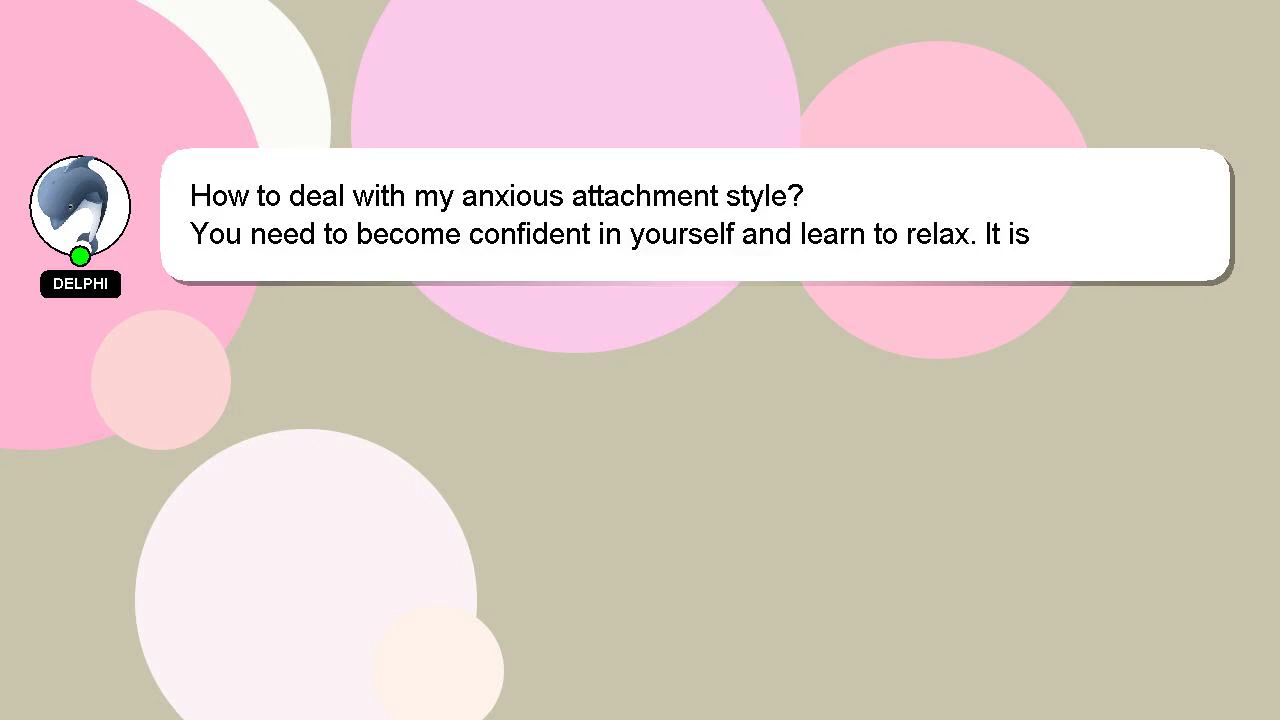 How to deal with my anxious attachment style?
You need to become confident in yourself and learn to relax. It is
DELPHI